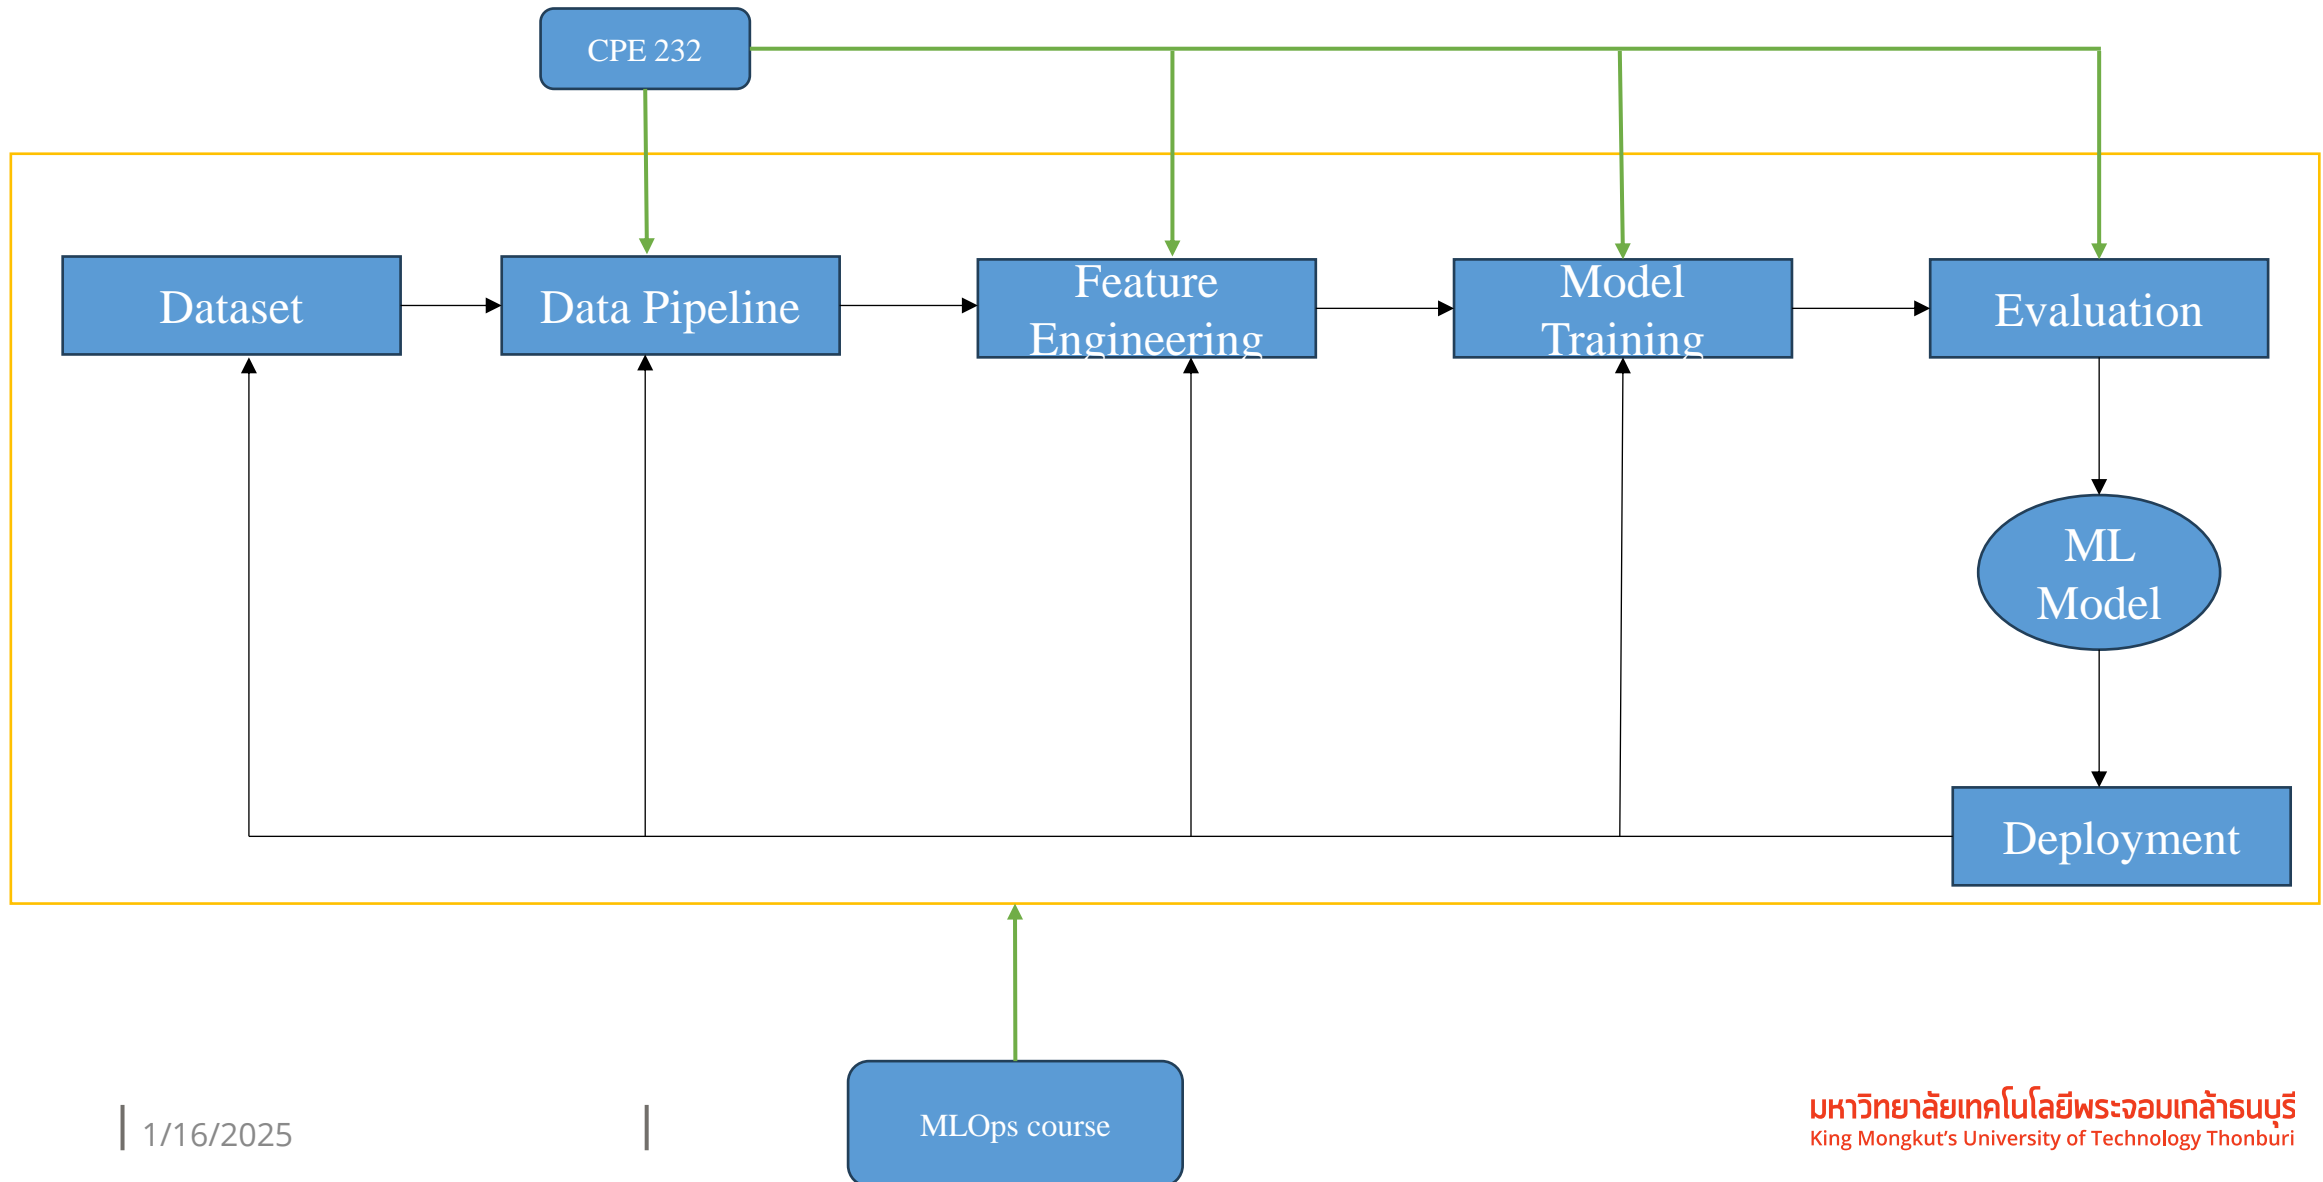 CPE 232
Dataset
Data Pipeline
Feature
Engineering
Model
Training
Evaluation
ML
Model
Deployment
MLOps course
1/16/2025
มหาวิทยาลัยเทคโนโลยีพระจอมเกล้าธนบุรี
King Mongkut's University of Technology Thonburi